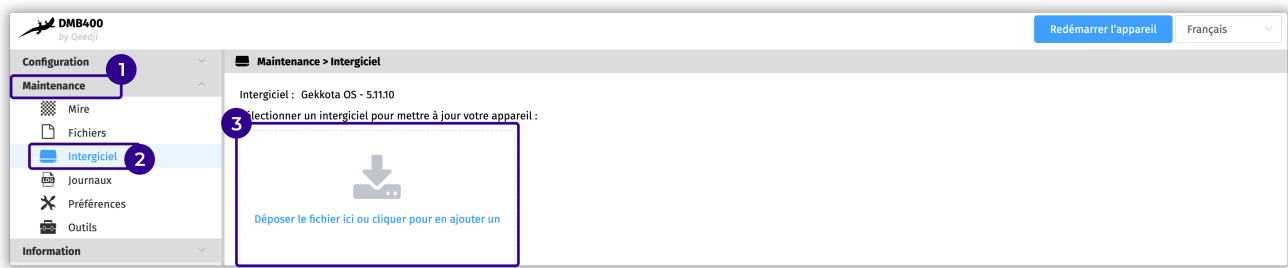 DMB400
by Qeedji
Redémarrer l'appareil
Français
Configuration
1
Maintenance
Mire
Fichiers
Intergiciel
2
Journaux
Préférences
Outils
Information
Maintenance > Intergiciel
Intergiciel : Gekkota OS - 5.11.10
électionner un intergiciel pour mettre à jour votre appareil :
3
Déposer le fichier ici ou cliquer pour en ajouter un